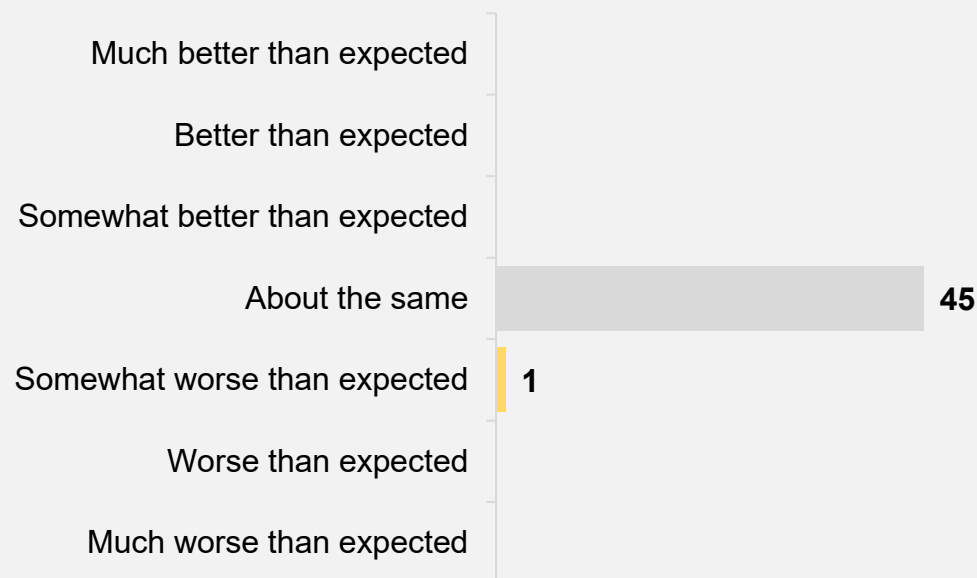 Much better than expected
Better than expected
Somewhat better than expected
About the same 45
Somewhat worse than expected 1
Worse than expected
Much worse than expected